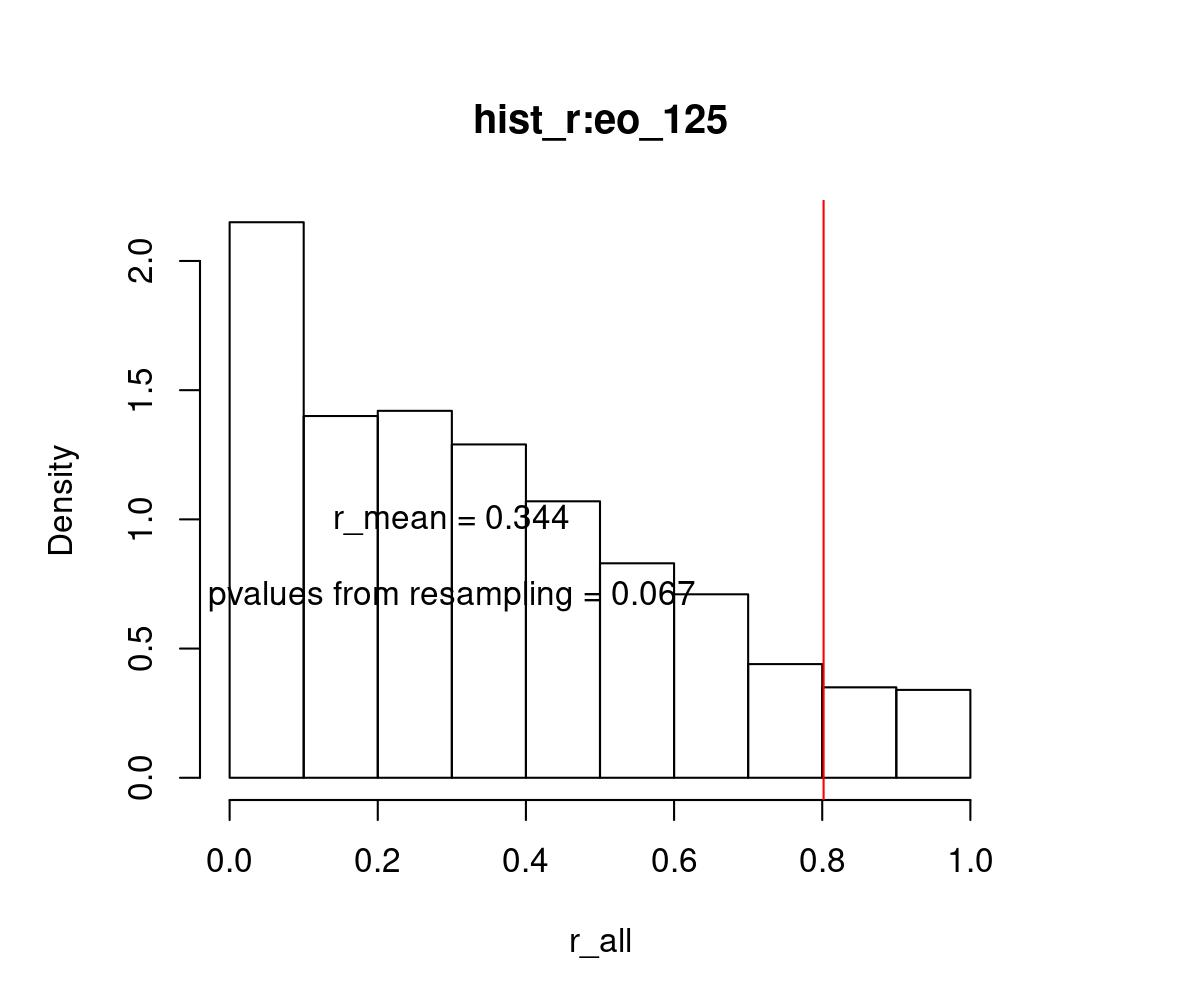 hist_r:eo_125
2.0
1.5
1.0
0.5
0.0
Density
r_mean = 0.344
pvalues from resampling = 0.067
0.0 0.2 0.4 0.6 0.8 1.0
r_all